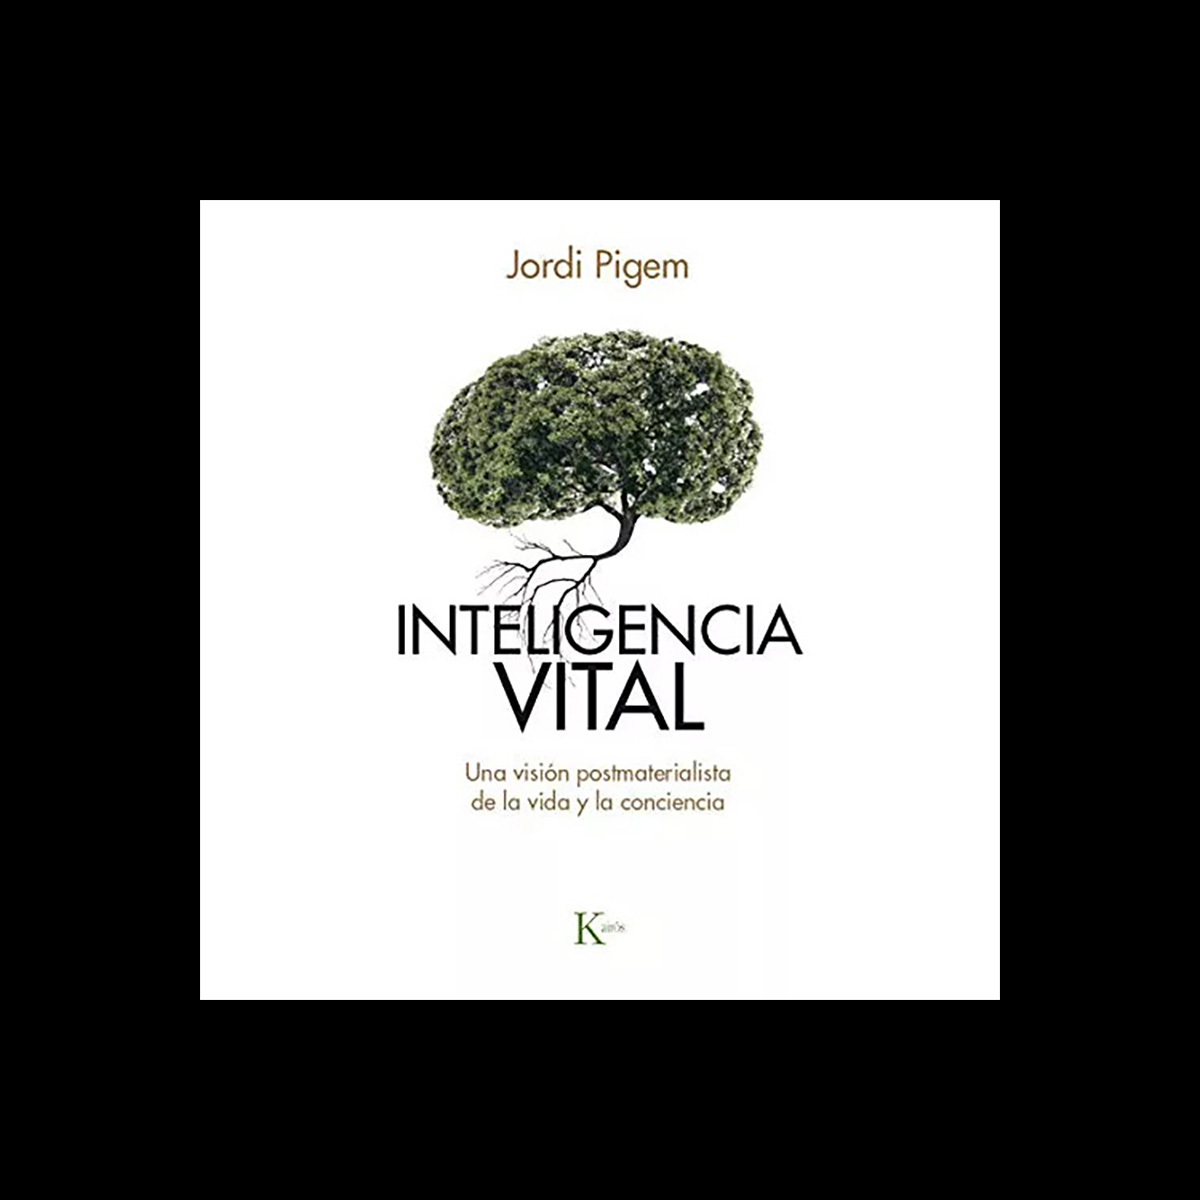 Jordi Pigem
INTELIGENCIA
VITAL
Una visión postmaterialista
de la vida y la conciencia
Kairós